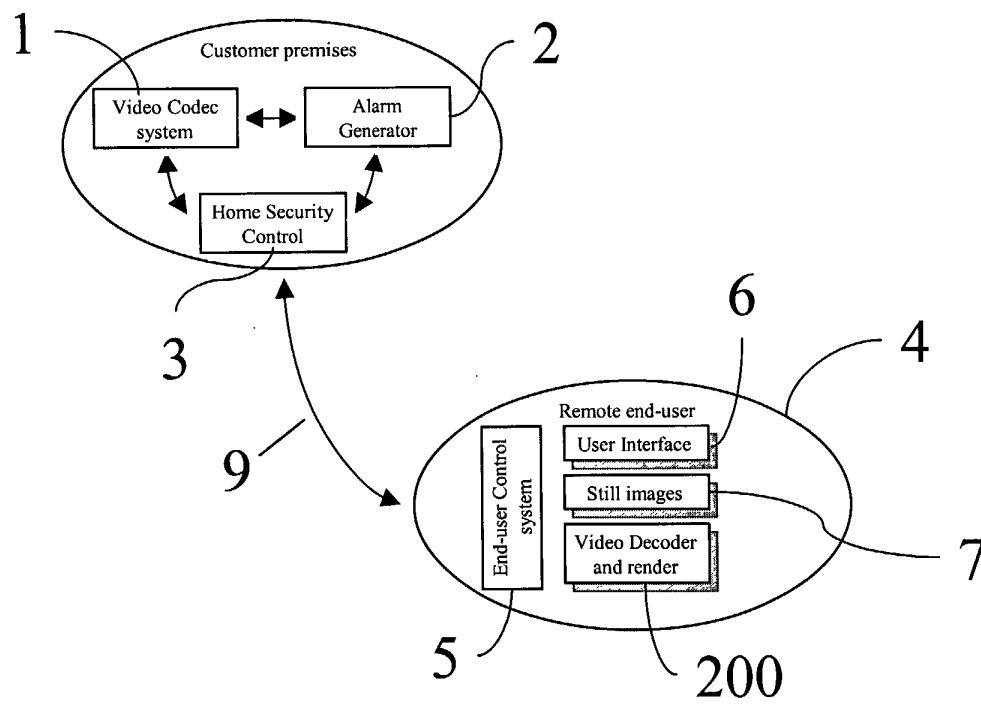 1
Customer premises
2
Video Codec
system
Alarm
Generator
Home Security
Control
3
6
4
Remote end-user
User Interface
9
End-user Control
system
Still images
Video Decoder
and render
7
5
200